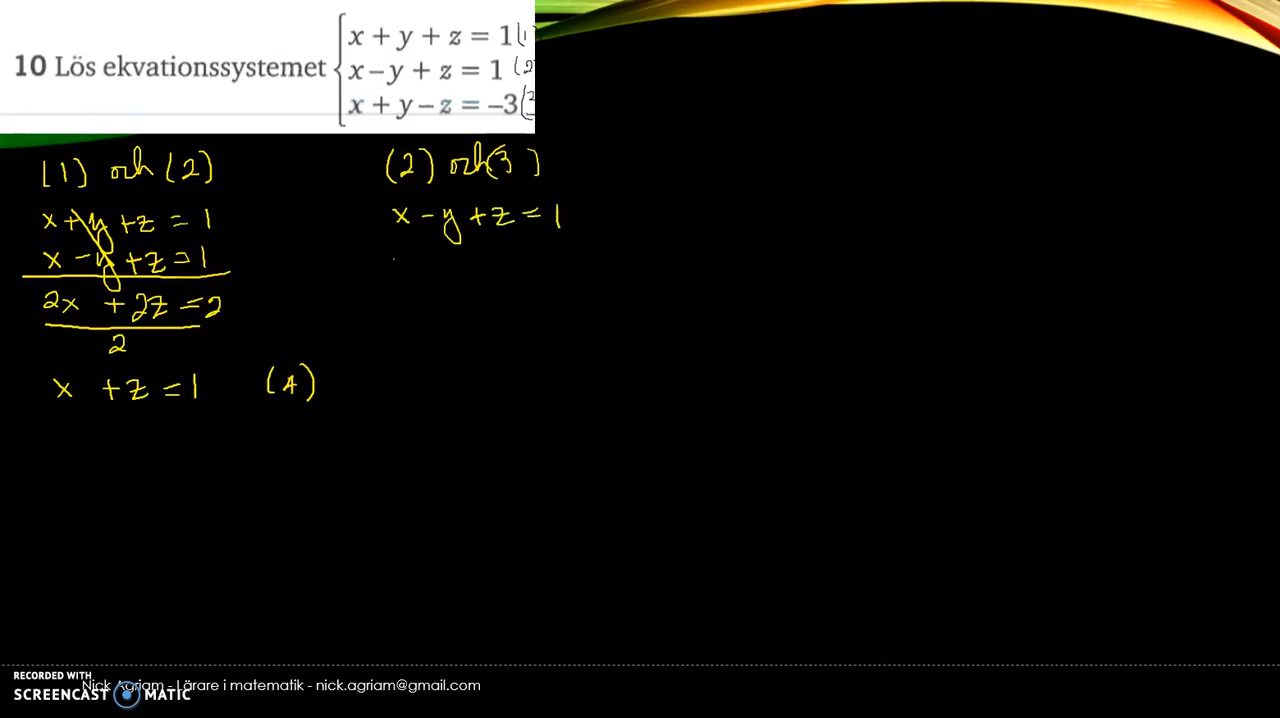 10 Lös ekvationssystemet
x + y + z = 1 (1)
x – y + z = 1 (2
x + y – z = –3 (3
(1) och (2)
x + y + z = 1
x - y + z = 1
2x + 2z = 2
2
x + z = 1 (4)
(2) och (3)
x - y + z = 1
RECORDED WITH
SCREENCAST MATIC
Nick Agriam - Lärare i matematik - nick.agriam@gmail.com